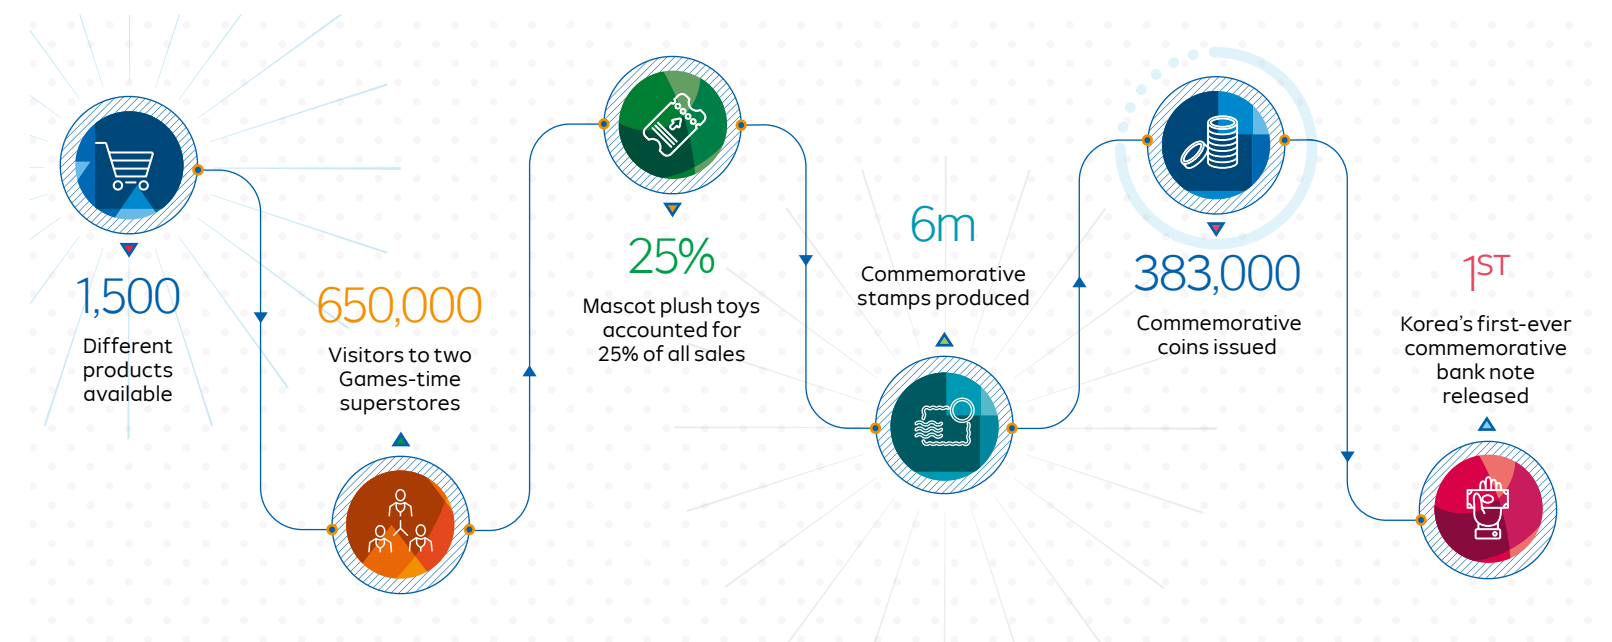 1,500
Different
products
available
650,000
Visitors to two
Games-time
superstores
25%
Mascot plush toys
accounted for
25% of all sales
6m
Commemorative
stamps produced
383,000
Commemorative
coins issued
1ST
Korea's first-ever
commemorative
bank note
released